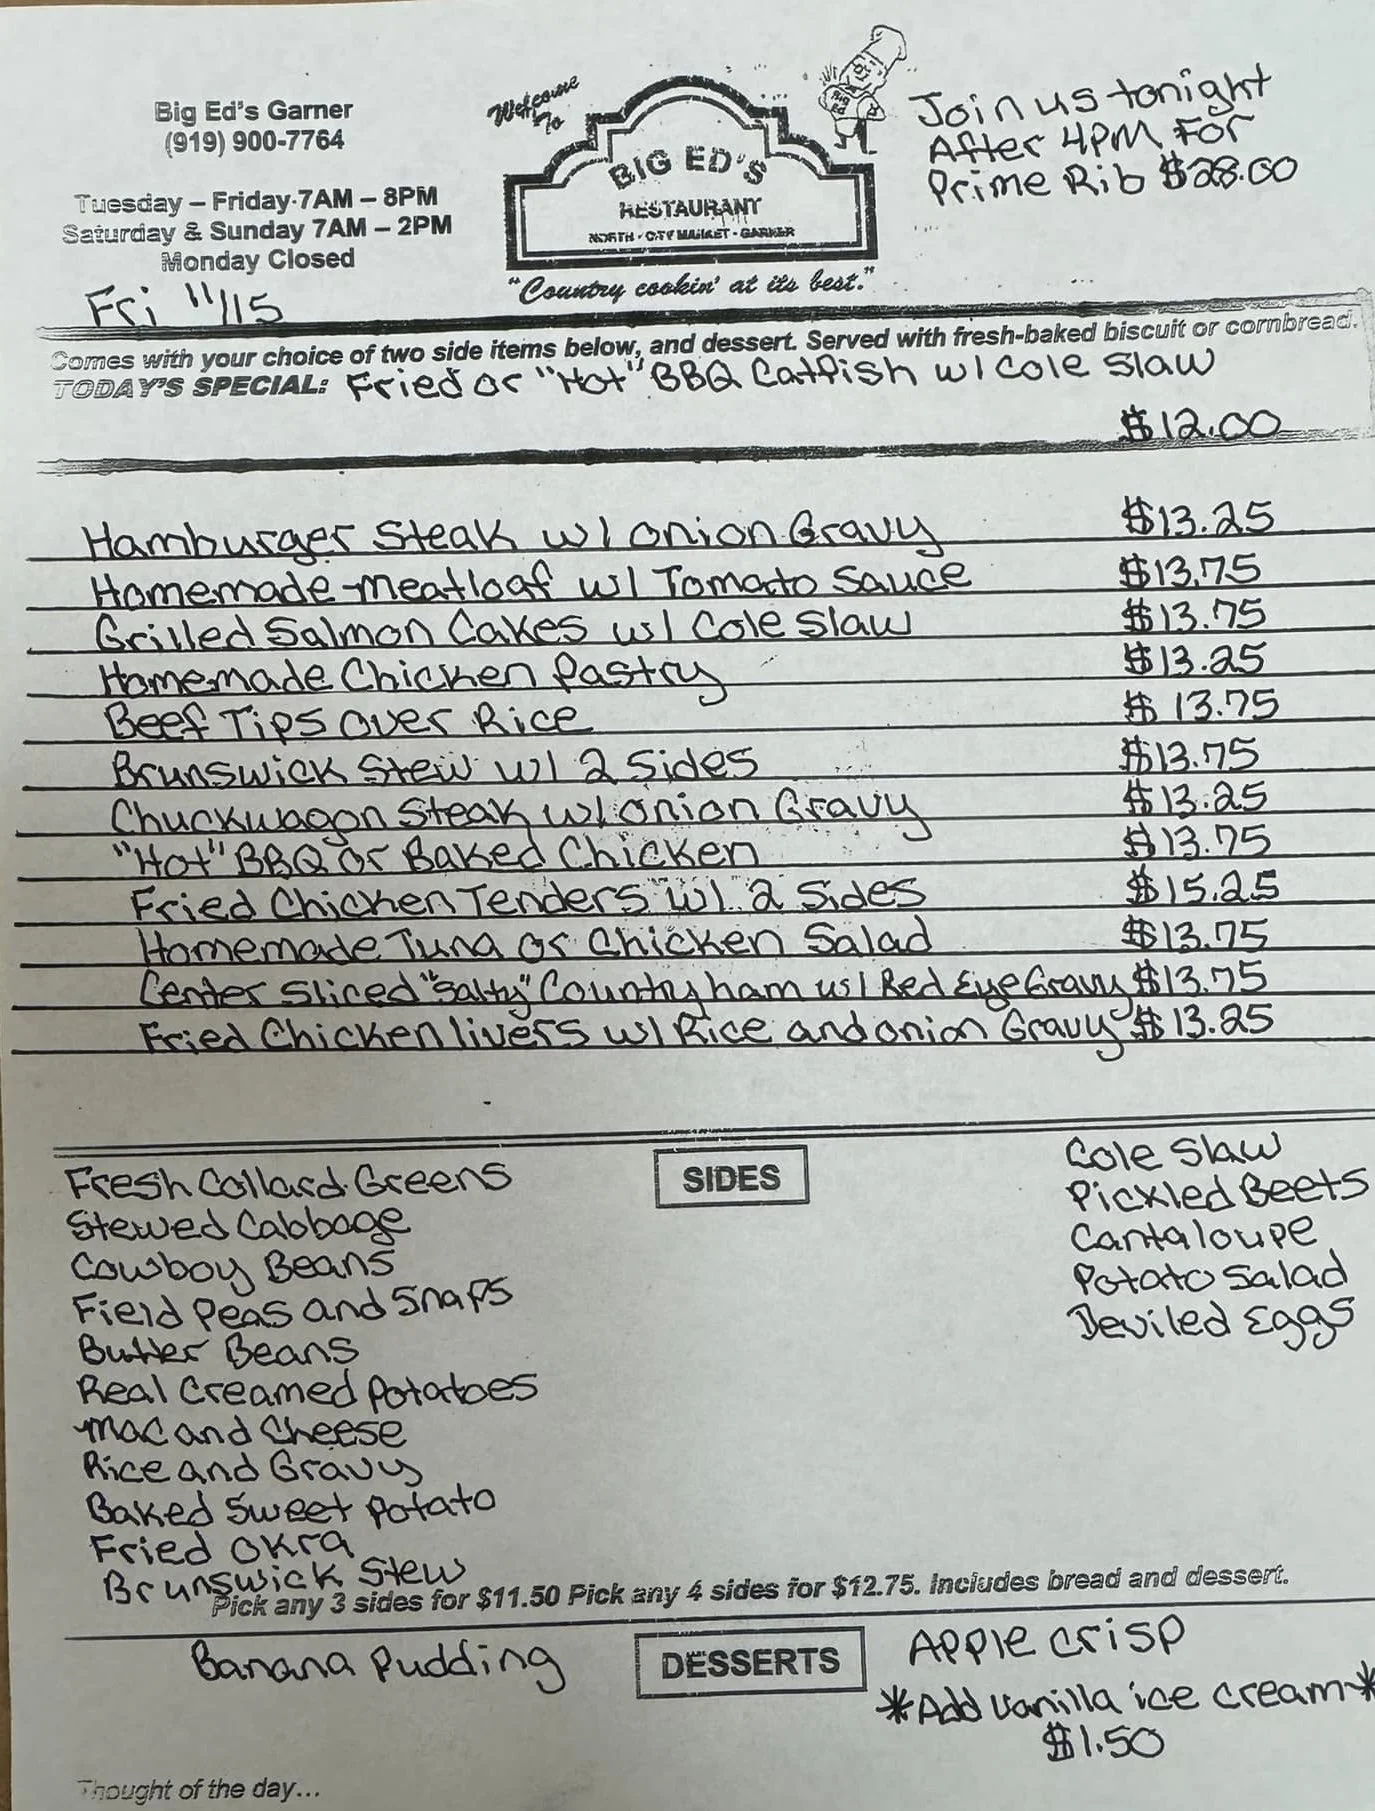 Big Ed's Garner
(919) 900-7764
Tuesday – Friday 7AM – 8PM
Saturday & Sunday 7AM – 2PM
Monday Closed
Fri 11/15
Welcome
To
BIG ED'S
RESTAURANT
NORTH - CITY MARKET - GARNER
"Country cookin' at its best."
BIG
ED
Join us tonight
After 4PM For
Prime Rib $28.00
Comes with your choice of two side items below, and dessert. Served with fresh-baked biscuit or cornbread.
TODAY'S SPECIAL: Fried or "Hot" BBQ Catfish w/ Cole Slaw
$12.00
Hamburger Steak w/ onion Gravy $13.25
Homemade meatloaf w/ Tomato Sauce $13.75
Grilled Salmon Cakes w/ Cole Slaw $13.75
Homemade Chicken Pastry $13.25
Beef Tips over Rice $13.75
Brunswick Stew w/ 2 Sides $13.75
Chuckwagon Steak w/ onion Gravy $13.25
"Hot" BBQ or Baked Chicken $13.75
Fried Chicken Tenders w/ 2 Sides $15.25
Homemade Tuna or Chicken Salad $13.75
Center Sliced "Salty" Country ham w/ Red Eye Gravy $13.75
Fried Chicken livers w/ Rice and onion Gravy $13.25
SIDES
Fresh Collard Greens
Stewed Cabbage
Cowboy Beans
Field Peas and Snaps
Butter Beans
Real Creamed Potatoes
Mac and Cheese
Rice and Gravy
Baked Sweet Potato
Fried Okra
Brunswick Stew
Cole Slaw
Pickled Beets
Cantaloupe
Potato Salad
Deviled Eggs
Pick any 3 sides for $11.50 Pick any 4 sides for $12.75. Includes bread and dessert.
DESSERTS
Banana Pudding
Apple Crisp
*Add vanilla ice cream*
$1.50
Thought of the day...